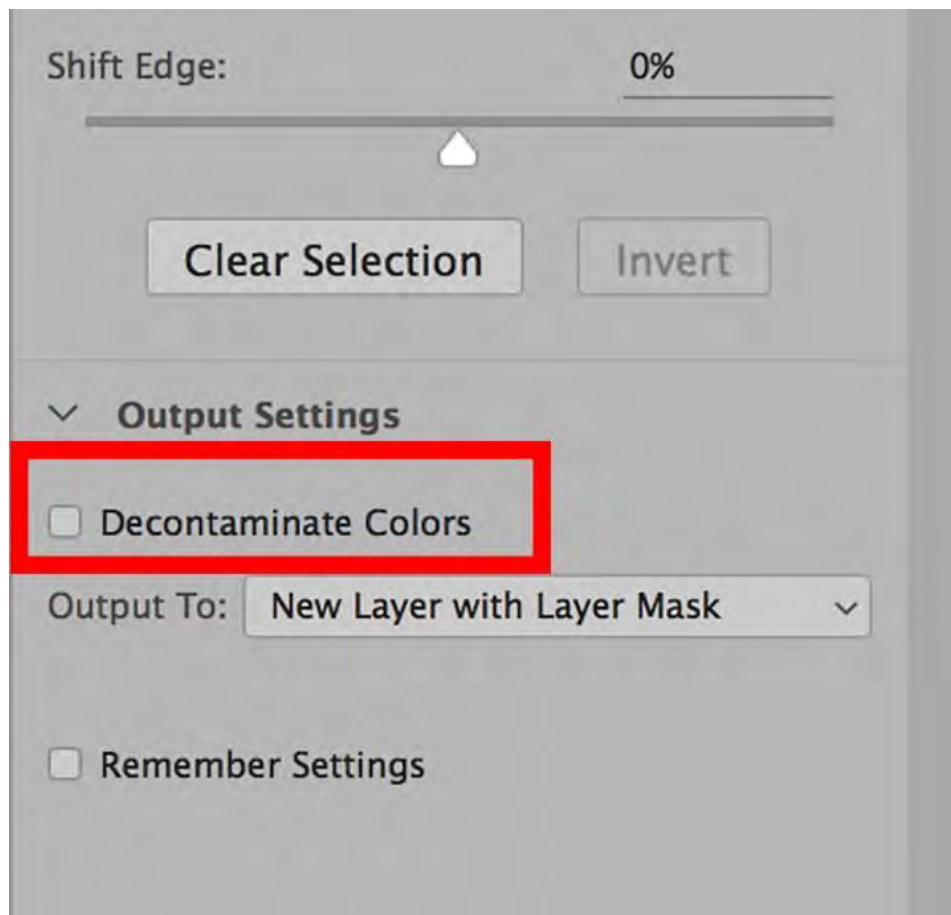 Shift Edge: 0%
Clear Selection Invert
Output Settings
Decontaminate Colors
Output To: New Layer with Layer Mask
Remember Settings